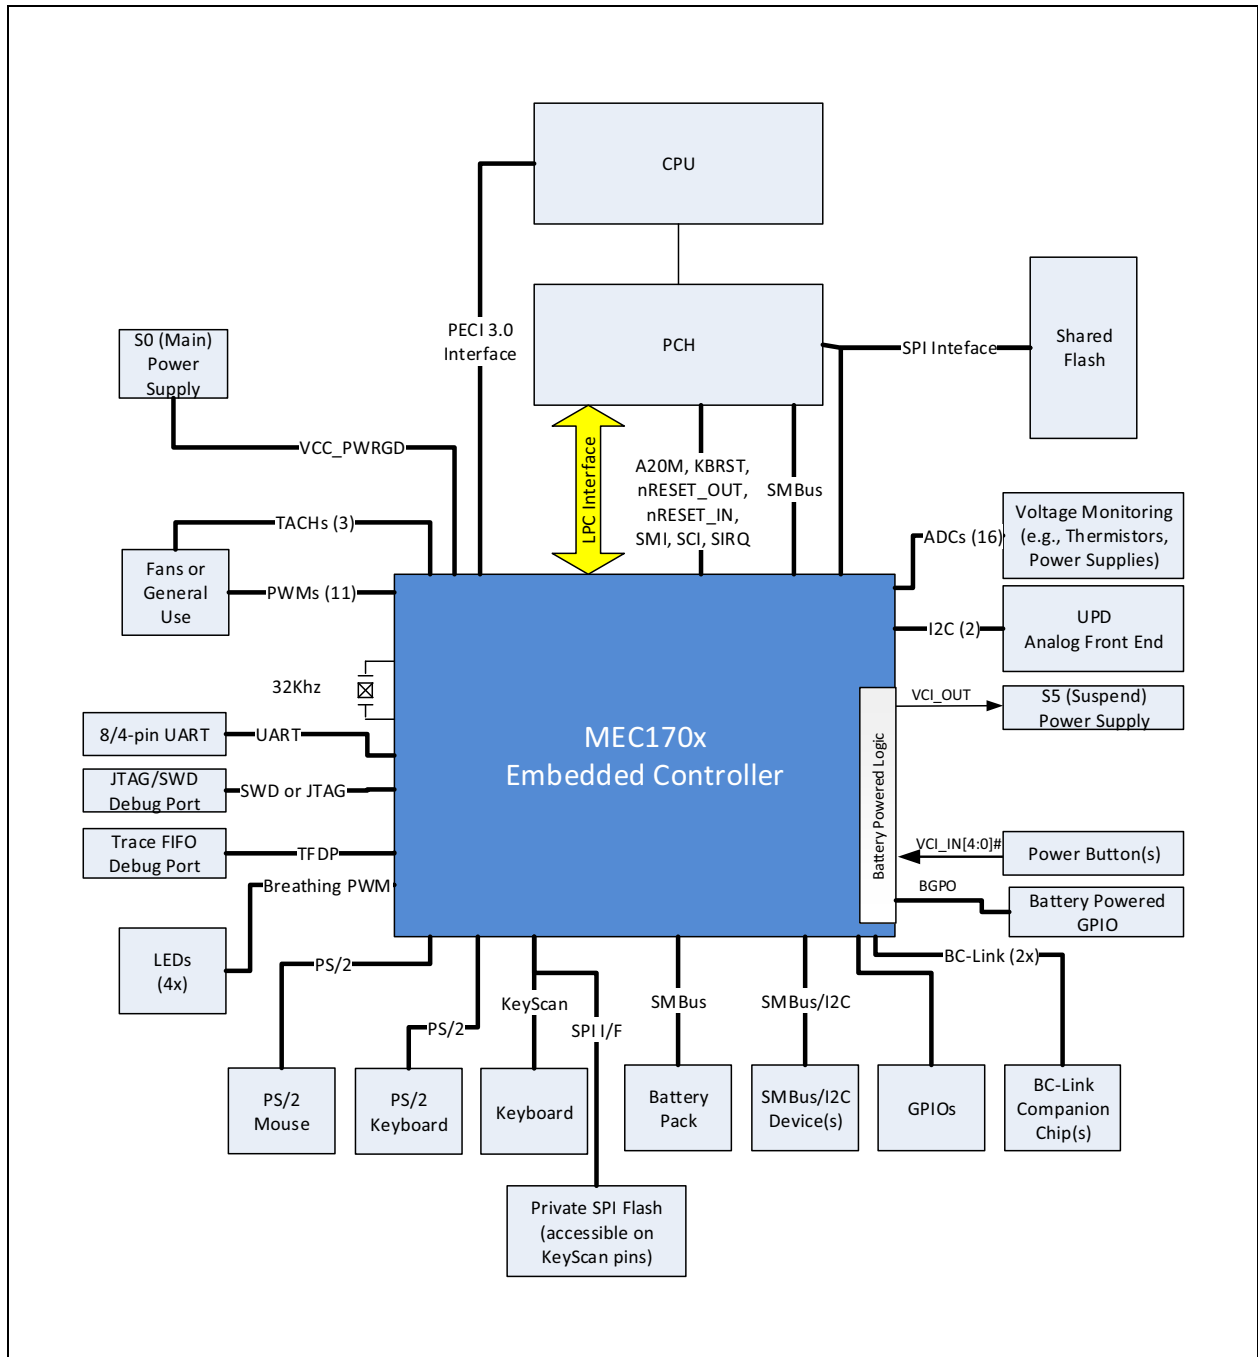 CPU
PECI 3.0
Interface
PCH
SPI Inteface
Shared
Flash
S0 (Main)
Power
Supply
VCC_PWRGD
LPC Interface
A20M, KBRST,
nRESET_OUT,
nRESET_IN,
SMI, SCI, SIRQ
SMBus
TACHs (3)
Fans or
General
Use
PWMs (11)
ADCs (16)
Voltage Monitoring
(e.g., Thermistors,
Power Supplies)
I2C (2)
UPD
Analog Front End
32Khz
VCI_OUT
S5 (Suspend)
Power Supply
8/4-pin UART
UART
MEC170x
Embedded Controller
Battery Powered Logic
JTAG/SWD
Debug Port
SWD or JTAG
Trace FIFO
Debug Port
TFDP
VCI_IN[4:0]#
Power Button(s)
Breathing PWM
BGPO
Battery Powered
GPIO
LEDs
(4x)
PS/2
PS/2
KeyScan
SPI I/F
SMBus
SMBus/I2C
BC-Link (2x)
PS/2
Mouse
PS/2
Keyboard
Keyboard
Battery
Pack
SMBus/I2C
Device(s)
GPIOs
BC-Link
Companion
Chip(s)
Private SPI Flash
(accessible on
KeyScan pins)